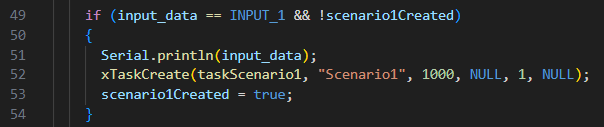 49 if (input_data == INPUT_1 && !scenario1Created)
50 {
51 Serial.println(input_data);
52 xTaskCreate(taskScenario1, "Scenario1", 1000, NULL, 1, NULL);
53 scenario1Created = true;
54 }